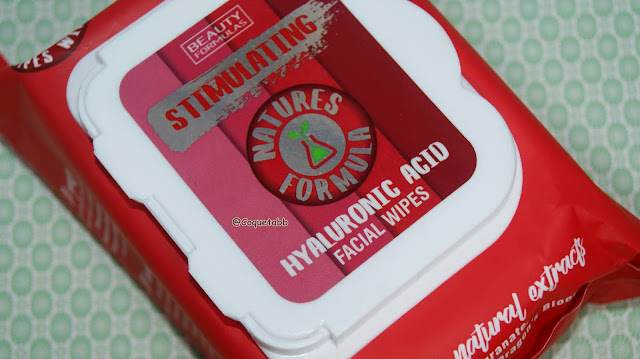 BEAUTY
FORMULAS
STIMULATING
NATURES
FORMULA
HYALURONIC ACID
FACIAL WIPES
©Coquetabb
natural extracts